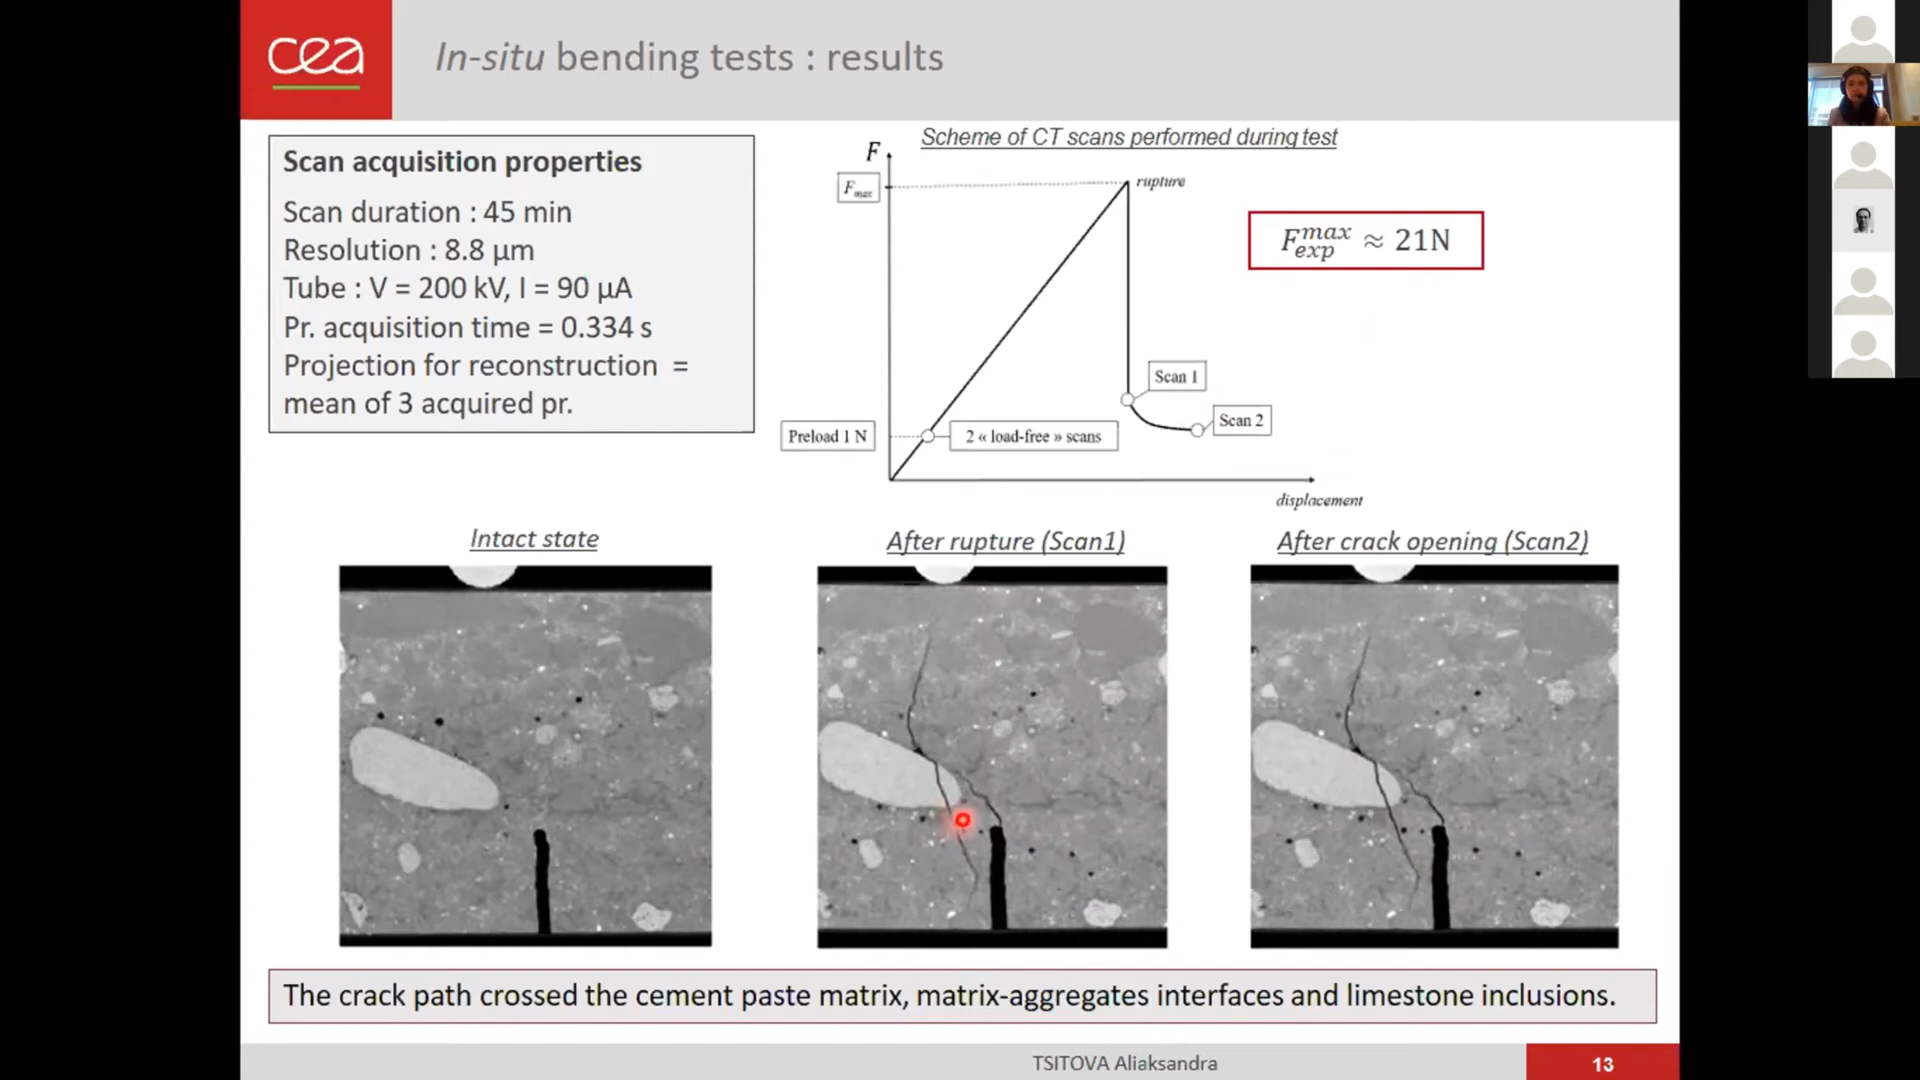 cea
In-situ bending tests : results
Scan acquisition properties
Scan duration : 45 min
Resolution : 8.8 µm
Tube : V = 200 kV, I = 90 µA
Pr. acquisition time = 0.334 s
Projection for reconstruction =
mean of 3 acquired pr.
Scheme of CT scans performed during test
F
Fmax
rupture
F_exp^max ≈ 21N
Scan 1
Scan 2
Preload 1 N
2 « load-free » scans
displacement
Intact state
After rupture (Scan1)
After crack opening (Scan2)
The crack path crossed the cement paste matrix, matrix-aggregates interfaces and limestone inclusions.
TSITOVA Aliaksandra
13